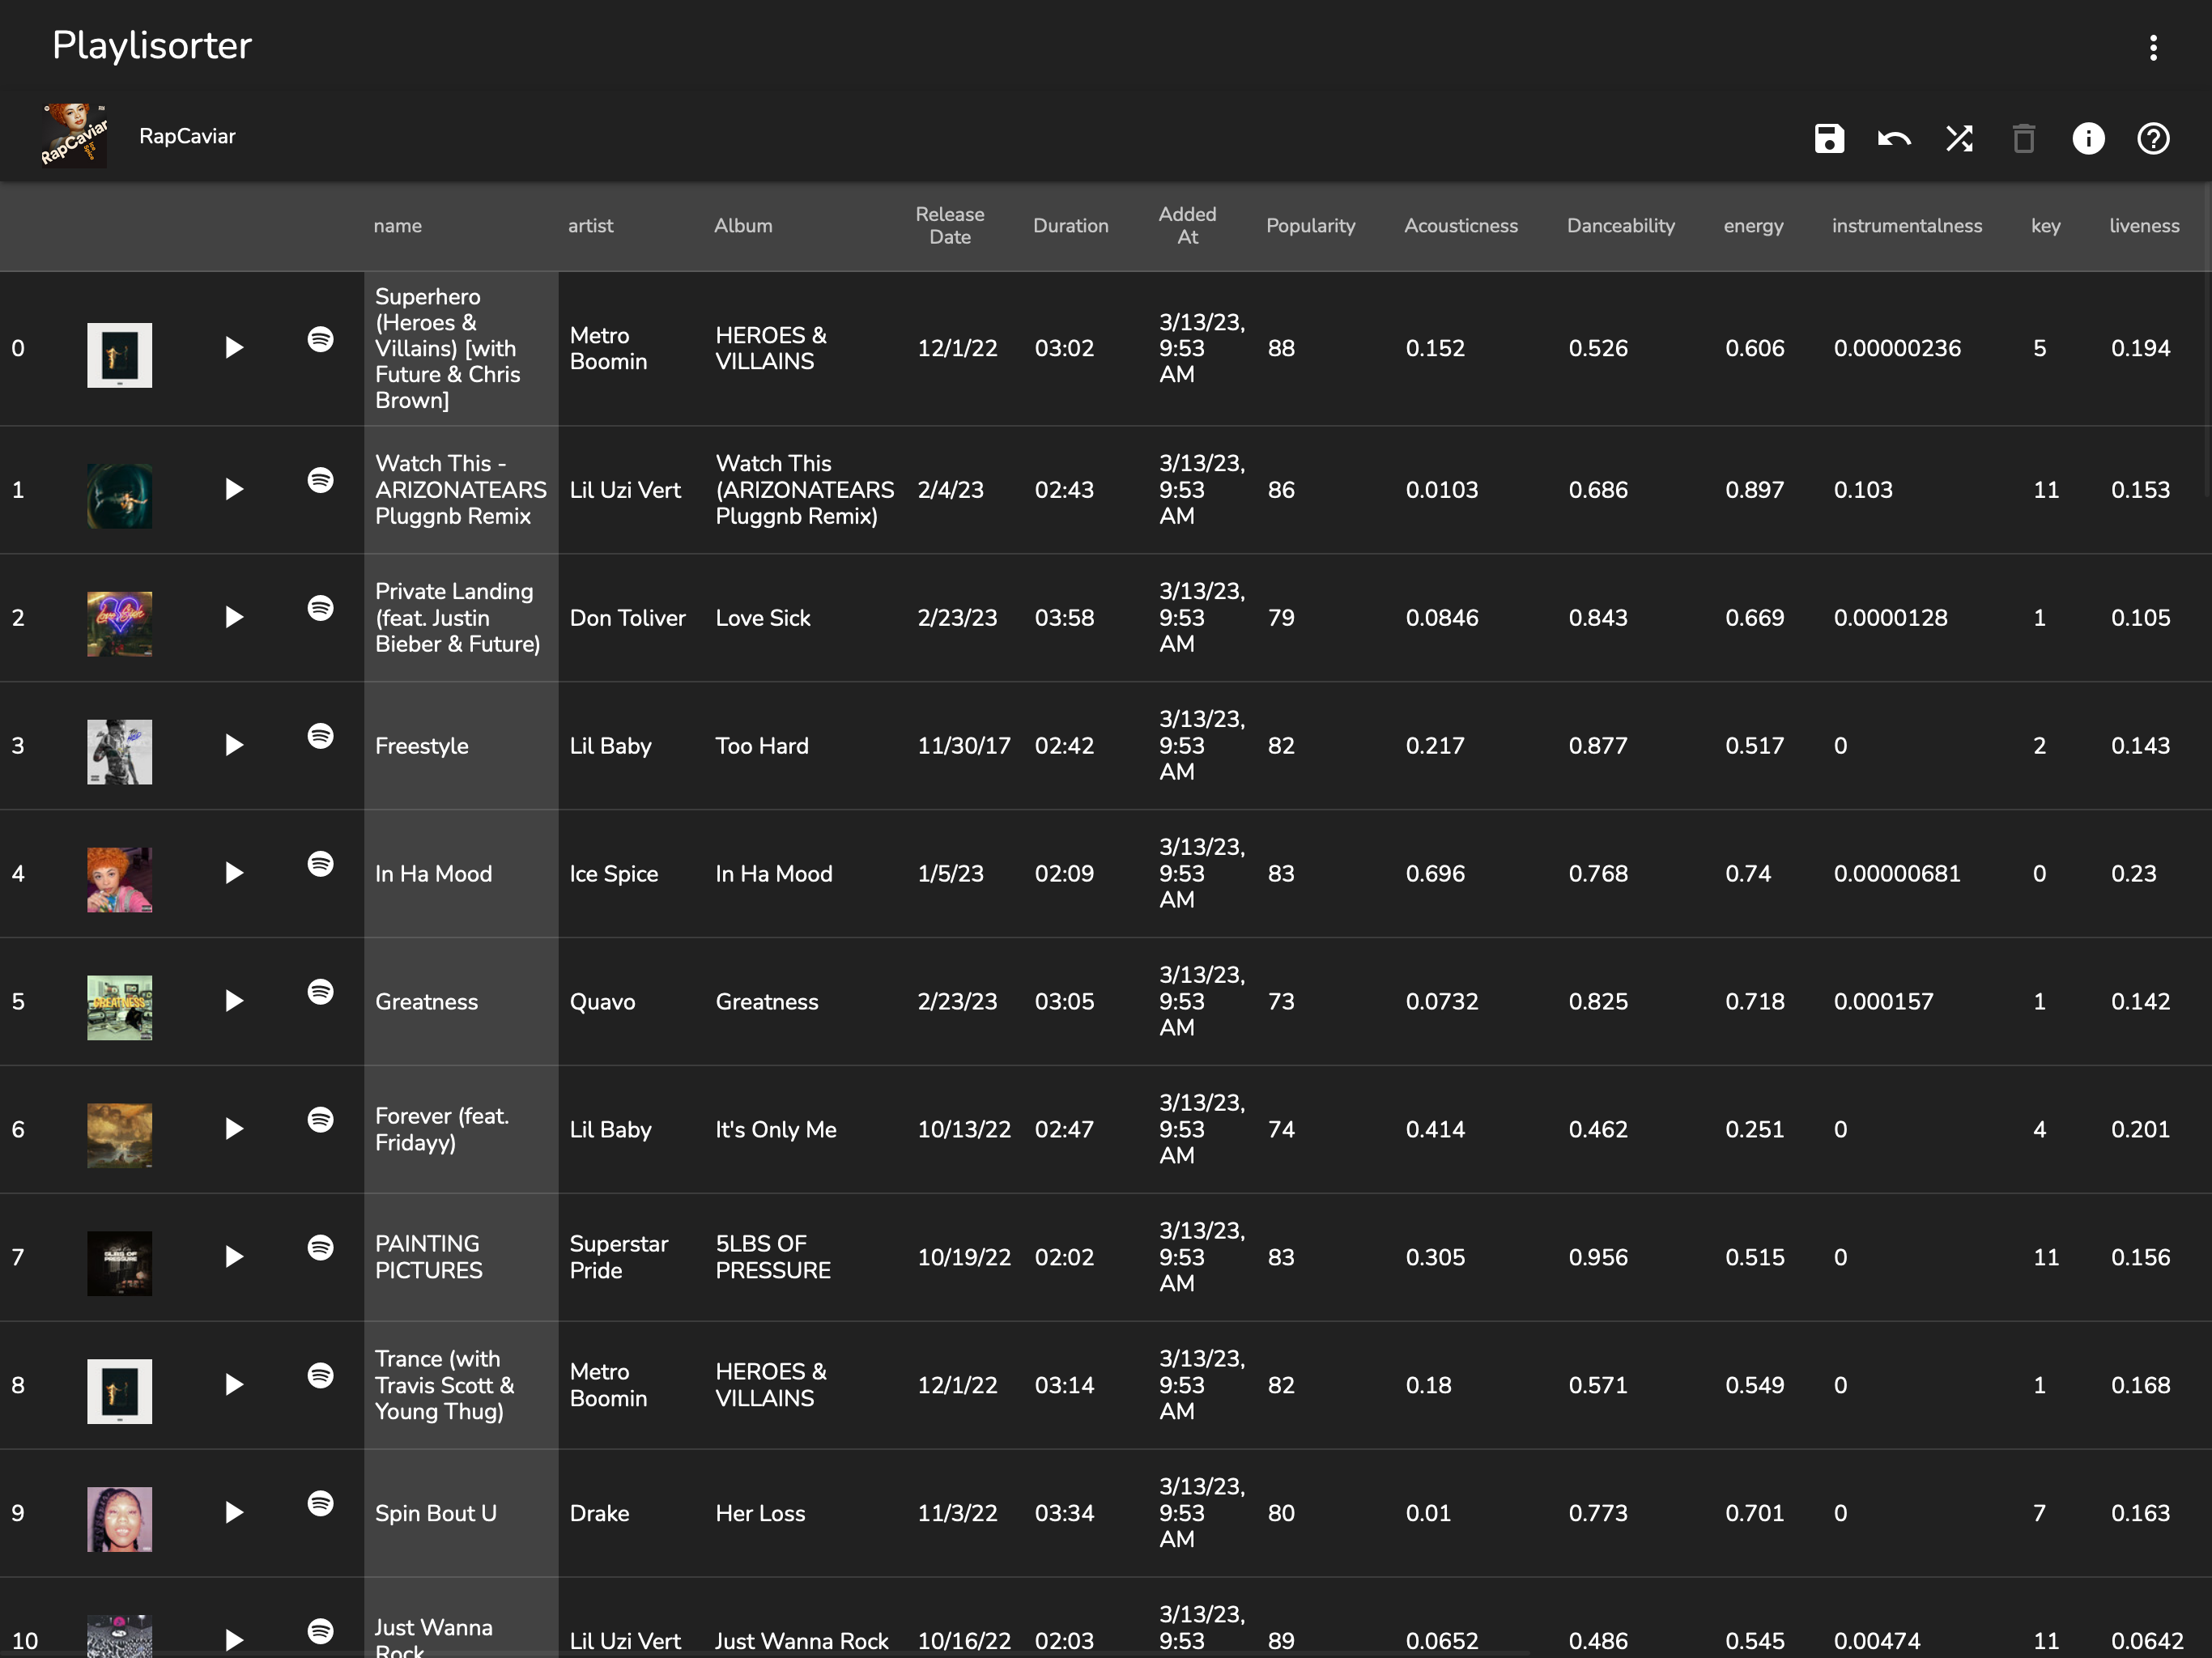 Playlisorter
RapCaviar
RapCaviar
Ice
Spice
name artist Album Release Date Duration Added At Popularity Acousticness Danceability energy instrumentalness key liveness
0 Superhero (Heroes & Villains) [with Future & Chris Brown] Metro Boomin HEROES & VILLAINS 12/1/22 03:02 3/13/23, 9:53 AM 88 0.152 0.526 0.606 0.00000236 5 0.194
1 Watch This - ARIZONATEARS Pluggnb Remix Lil Uzi Vert Watch This (ARIZONATEARS Pluggnb Remix) 2/4/23 02:43 3/13/23, 9:53 AM 86 0.0103 0.686 0.897 0.103 11 0.153
2 Private Landing (feat. Justin Bieber & Future) Don Toliver Love Sick 2/23/23 03:58 3/13/23, 9:53 AM 79 0.0846 0.843 0.669 0.0000128 1 0.105
3 Freestyle Lil Baby Too Hard 11/30/17 02:42 3/13/23, 9:53 AM 82 0.217 0.877 0.517 0 2 0.143
4 In Ha Mood Ice Spice In Ha Mood 1/5/23 02:09 3/13/23, 9:53 AM 83 0.696 0.768 0.74 0.00000681 0 0.23
5 GREATNESS Greatness Quavo Greatness 2/23/23 03:05 3/13/23, 9:53 AM 73 0.0732 0.825 0.718 0.000157 1 0.142
6 Forever (feat. Fridayy) Lil Baby It's Only Me 10/13/22 02:47 3/13/23, 9:53 AM 74 0.414 0.462 0.251 0 4 0.201
7 5LBS OF PRESSURE PAINTING PICTURES Superstar Pride 5LBS OF PRESSURE 10/19/22 02:02 3/13/23, 9:53 AM 83 0.305 0.956 0.515 0 11 0.156
8 Trance (with Travis Scott & Young Thug) Metro Boomin HEROES & VILLAINS 12/1/22 03:14 3/13/23, 9:53 AM 82 0.18 0.571 0.549 0 1 0.168
9 Spin Bout U Drake Her Loss 11/3/22 03:34 3/13/23, 9:53 AM 80 0.01 0.773 0.701 0 7 0.163
10 Just Wanna Rock Lil Uzi Vert Just Wanna Rock 10/16/22 02:03 3/13/23, 9:53 89 0.0652 0.486 0.545 0.00474 11 0.0642